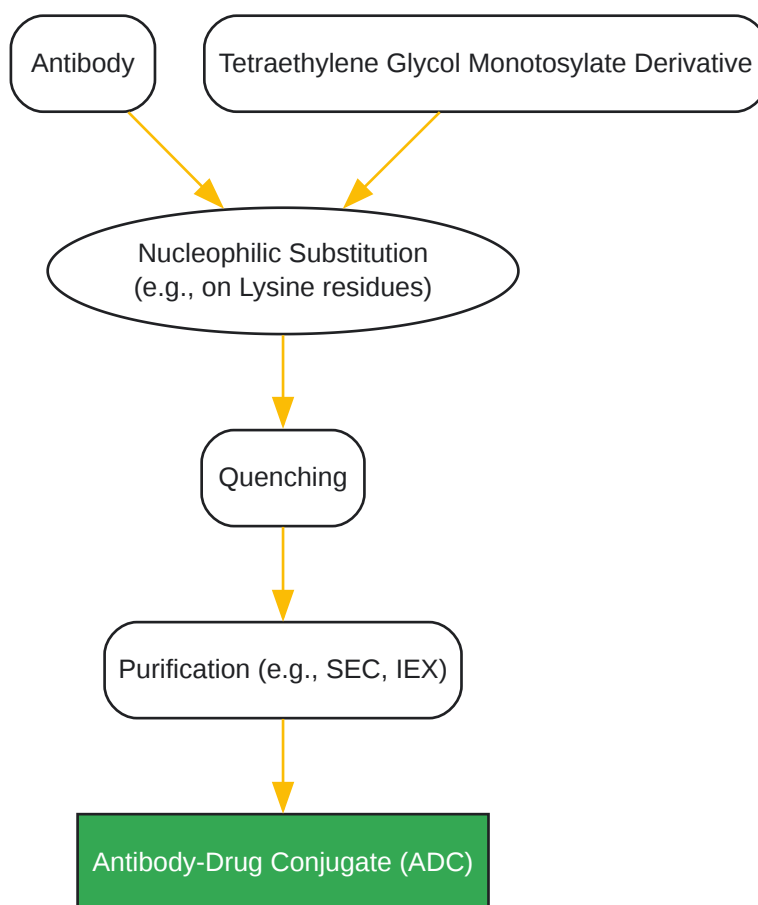 Antibody
Tetraethylene Glycol Monotosylate Derivative
Nucleophilic Substitution
(e.g., on Lysine residues)
Quenching
Purification (e.g., SEC, IEX)
Antibody-Drug Conjugate (ADC)